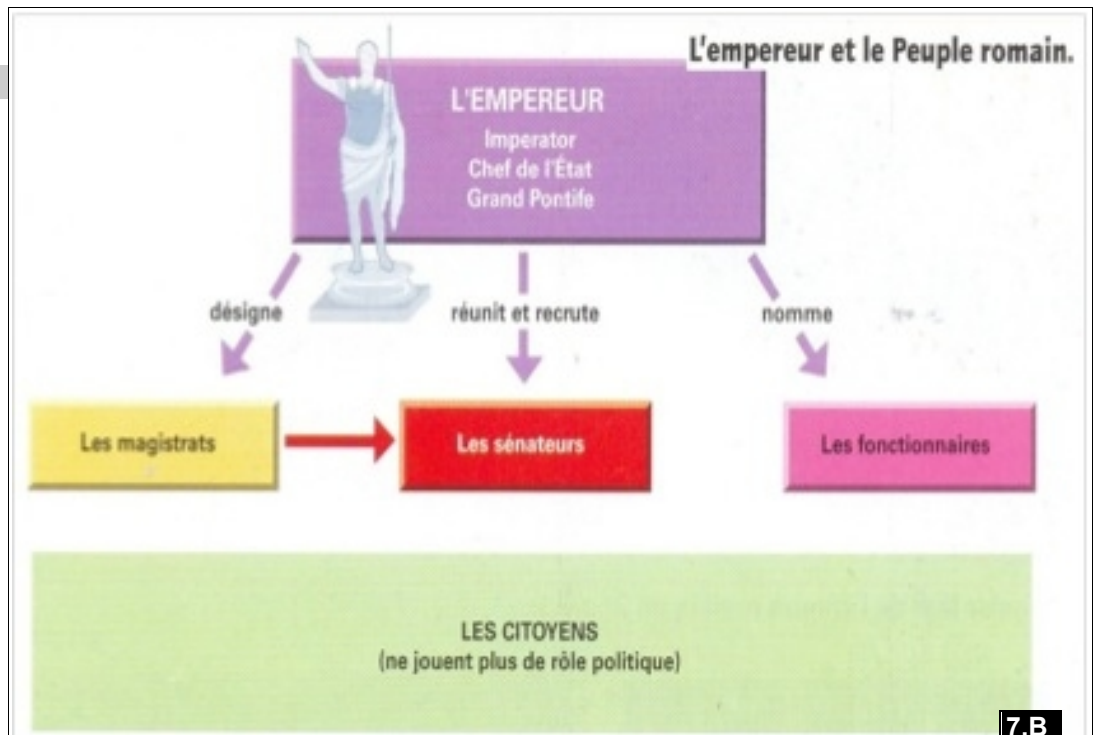 L'empereur et le Peuple romain.
L'EMPEREUR
Imperator
Chef de l'État
Grand Pontife
désigne
réunit et recrute
nomme
Les magistrats
Les sénateurs
Les fonctionnaires
LES CITOYENS
(ne jouent plus de rôle politique)
7.B